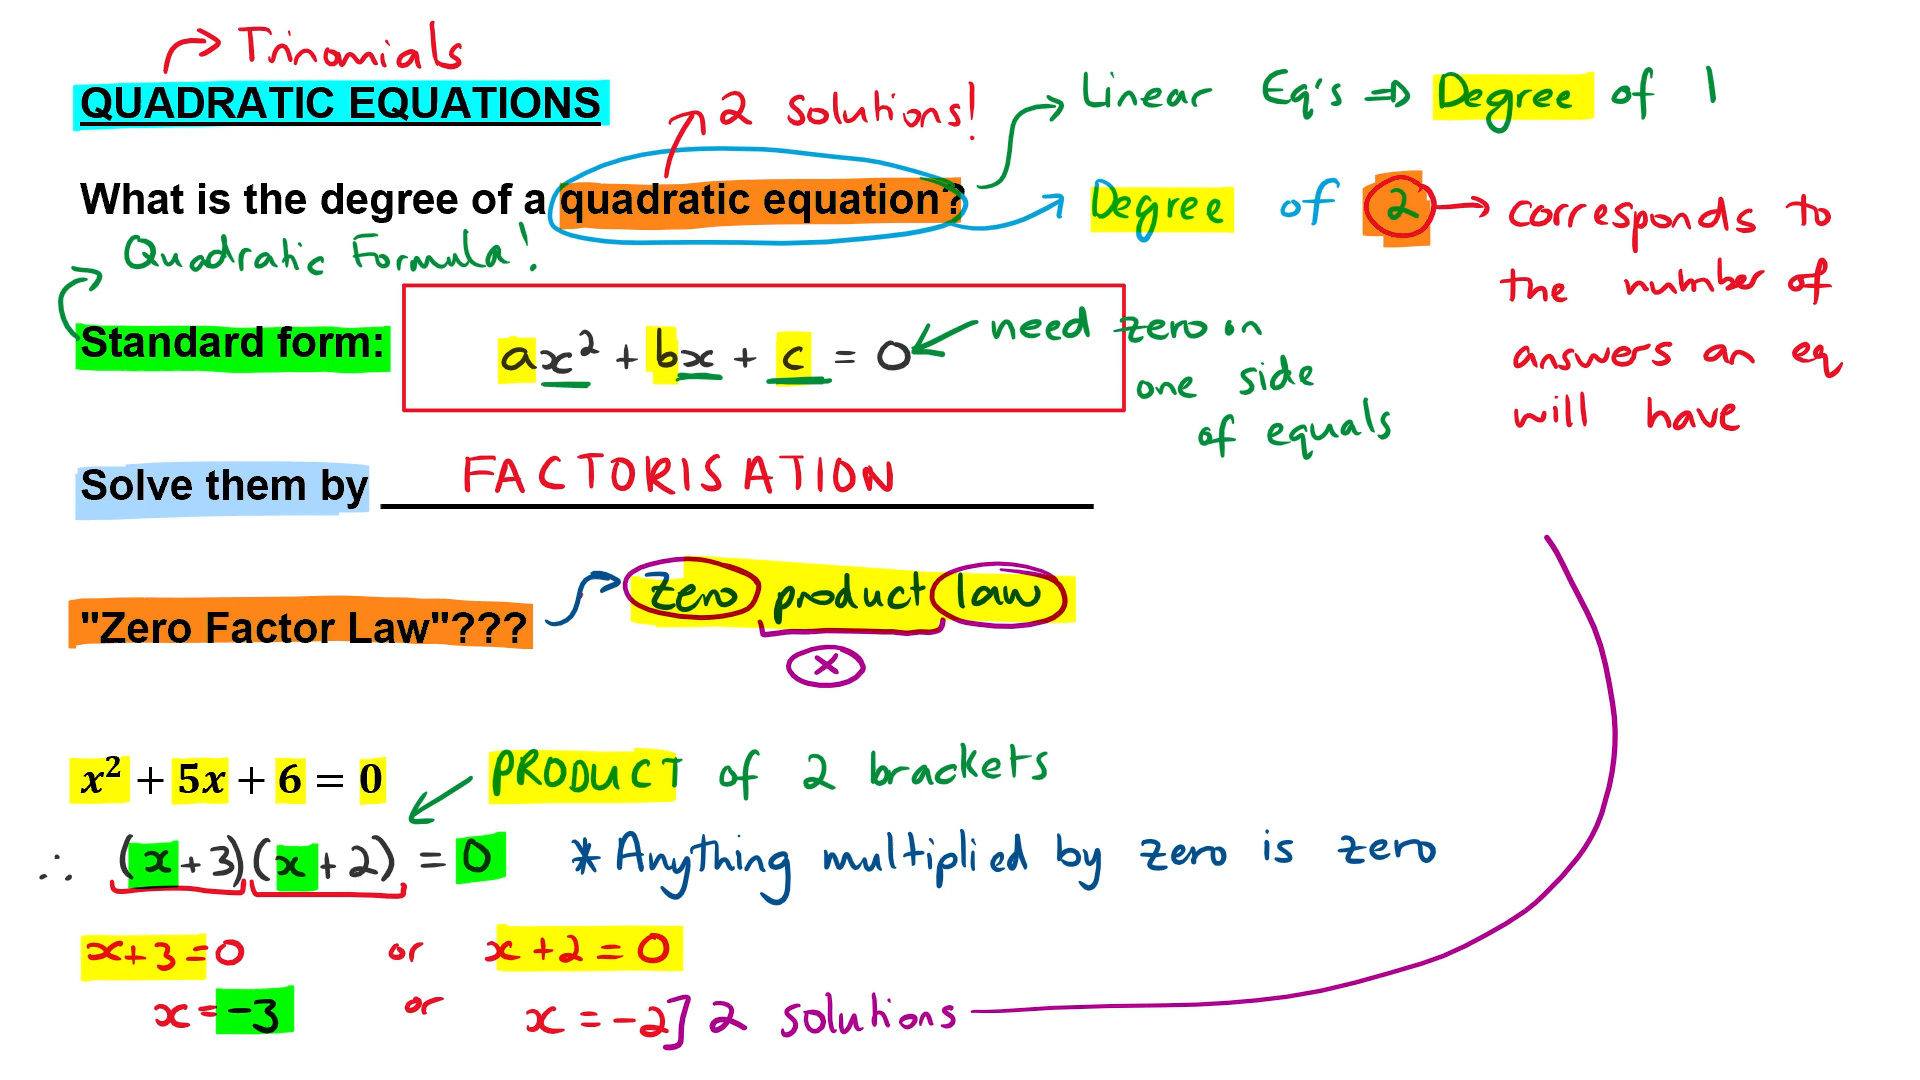 Trinomials
QUADRATIC EQUATIONS
2 solutions!
Linear Eq's ⇒ Degree of 1
What is the degree of a quadratic equation?
Degree of 2
corresponds to
the number of
answers an eq
will have
Quadratic Formula!
Standard form:
ax² + bx + c = 0
need zero on
one side
of equals
Solve them by FACTORISATION
"Zero Factor Law"???
zero product law
×
x² + 5x + 6 = 0
PRODUCT of 2 brackets
∴ (x+3)(x+2) = 0
* Anything multiplied by zero is zero
x+3=0 or x+2=0
x=-3 or x=-2] 2 solutions